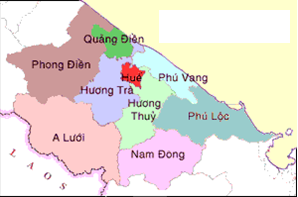 Quảng Điền
Phong Điền
Huế
Phú Vang
Hương Trà
Hương
Thuỷ
Phú Lộc
A Lưới
Nam Đông
LAOS